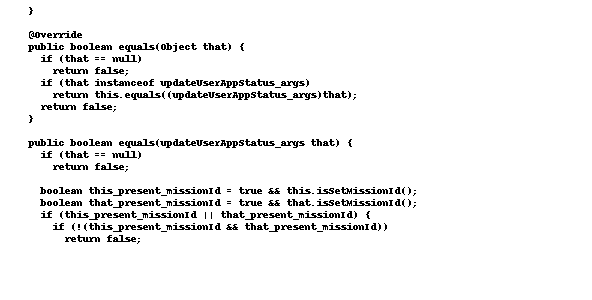 }

@Override
public boolean equals(Object that) {
if (that == null)
return false;
if (that instanceof updateUserAppStatus_args)
return this.equals((updateUserAppStatus_args)that);
return false;
}

public boolean equals(updateUserAppStatus_args that) {
if (that == null)
return false;

boolean this_present_missionId = true && this.isSetMissionId();
boolean that_present_missionId = true && that.isSetMissionId();
if (this_present_missionId || that_present_missionId) {
if (!(this_present_missionId && that_present_missionId))
return false;